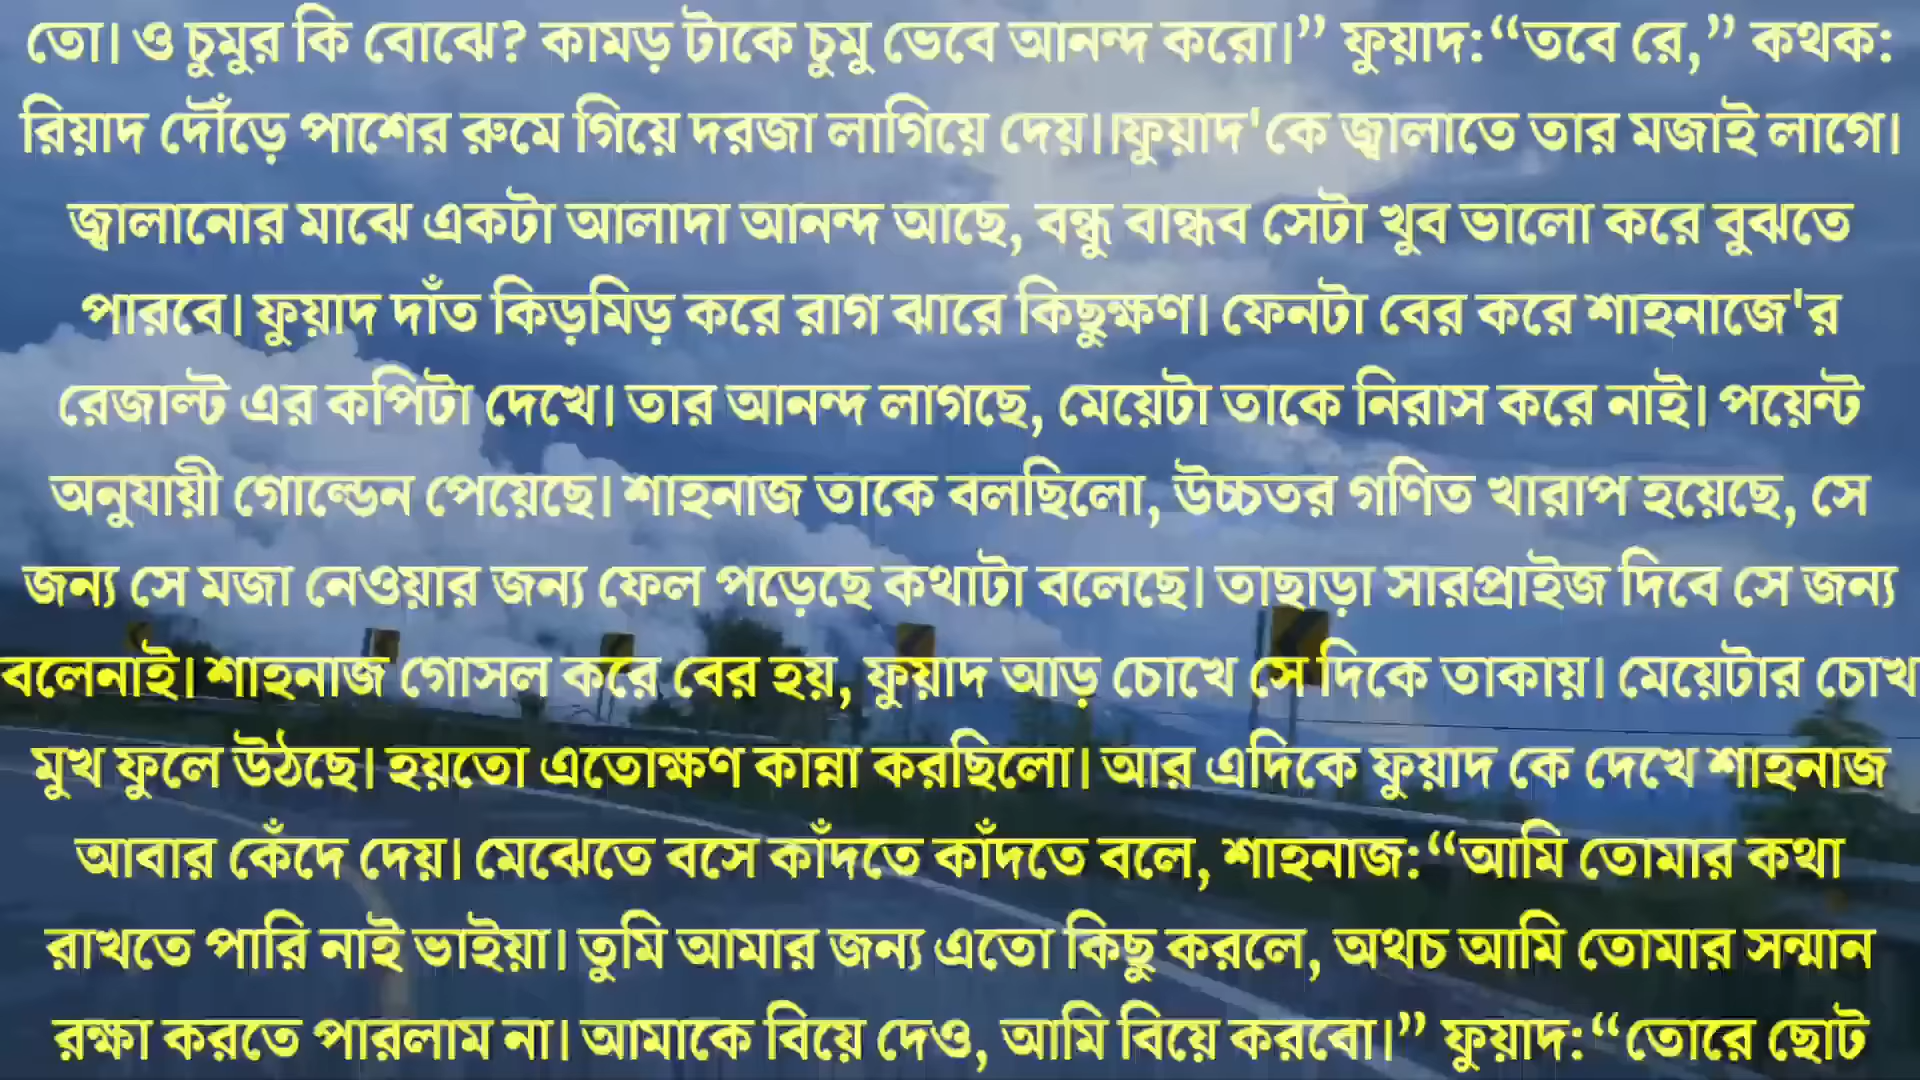 তো। ও চুমুর কি বোঝে? কামড় টাকে চুমু ভেবে আনন্দ করো।” ফুয়াদ:“তবে রে,” কথক:
রিয়াদ দৌঁড়ে পাশের রুমে গিয়ে দরজা লাগিয়ে দেয়।।ফুয়াদ'কে জ্বালাতে তার মজাই লাগে।
জ্বালানোর মাঝে একটা আলাদা আনন্দ আছে, বন্ধু বান্ধব সেটা খুব ভালো করে বুঝতে
পারবে। ফুয়াদ দাঁত কিড়মিড় করে রাগ ঝারে কিছুক্ষণ। ফেনটা বের করে শাহনাজে'র
রেজাল্ট এর কপিটা দেখে। তার আনন্দ লাগছে, মেয়েটা তাকে নিরাস করে নাই। পয়েন্ট
অনুযায়ী গোল্ডেন পেয়েছে। শাহনাজ তাকে বলছিলো, উচ্চতর গণিত খারাপ হয়েছে, সে
জন্য সে মজা নেওয়ার জন্য ফেল পড়েছে কথাটা বলেছে। তাছাড়া সারপ্রাইজ দিবে সে জন্য
বলেনাই। শাহনাজ গোসল করে বের হয়, ফুয়াদ আড় চোখে সে দিকে তাকায়। মেয়েটার চোখ
মুখ ফুলে উঠছে। হয়তো এতোক্ষণ কান্না করছিলো। আর এদিকে ফুয়াদ কে দেখে শাহনাজ
আবার কেঁদে দেয়। মেঝেতে বসে কাঁদতে কাঁদতে বলে, শাহনাজ:“আমি তোমার কথা
রাখতে পারি নাই ভাইয়া। তুমি আমার জন্য এতো কিছু করলে, অথচ আমি তোমার সন্মান
রক্ষা করতে পারলাম না। আমাকে বিয়ে দেও, আমি বিয়ে করবো।” ফুয়াদ:“তোরে ছোট